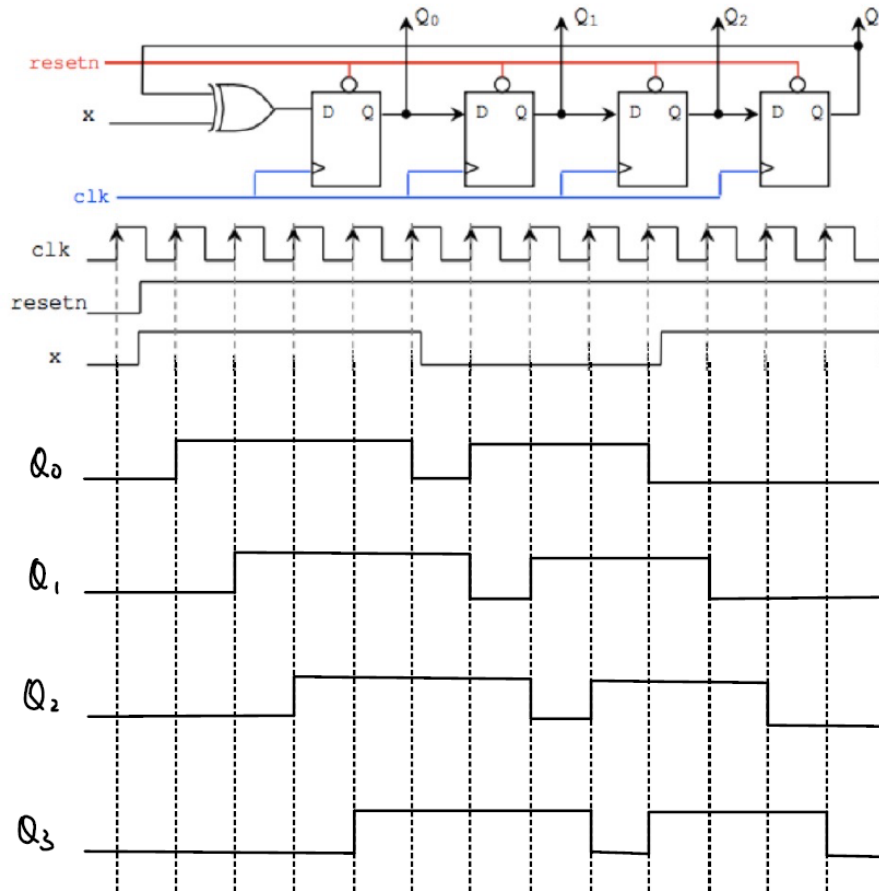 Q0 Q1 Q2 Q
resetn
D Q D Q D Q D Q
x
clk
clk
resetn
x
Q0
Q1
Q2
Q3